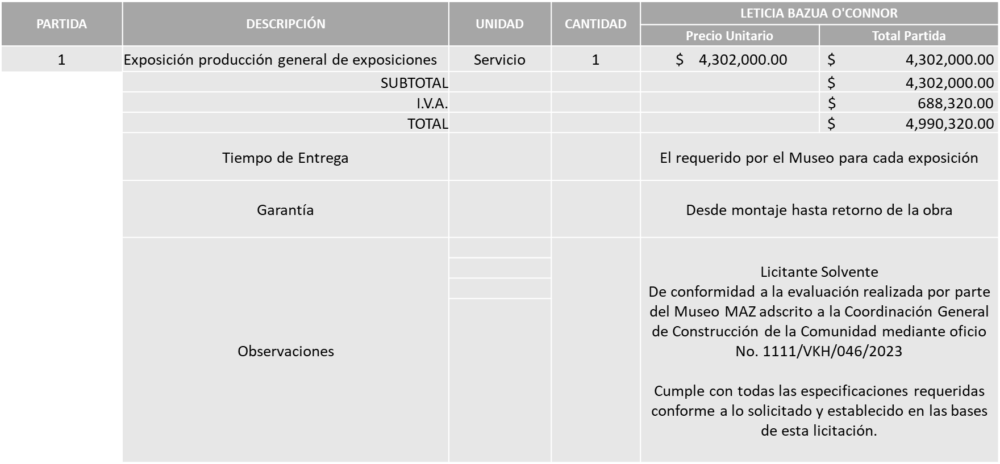 PARTIDA DESCRIPCIÓN UNIDAD CANTIDAD LETICIA BAZUA O'CONNOR
Precio Unitario Total Partida
1 Exposición producción general de exposiciones Servicio 1 $ 4,302,000.00 $ 4,302,000.00
SUBTOTAL $ 4,302,000.00
I.V.A. $ 688,320.00
TOTAL $ 4,990,320.00
Tiempo de Entrega El requerido por el Museo para cada exposición
Garantía Desde montaje hasta retorno de la obra
Observaciones
Licitante Solvente
De conformidad a la evaluación realizada por parte
del Museo MAZ adscrito a la Coordinación General
de Construcción de la Comunidad mediante oficio
No. 1111/VKH/046/2023
Cumple con todas las especificaciones requeridas
conforme a lo solicitado y establecido en las bases
de esta licitación.